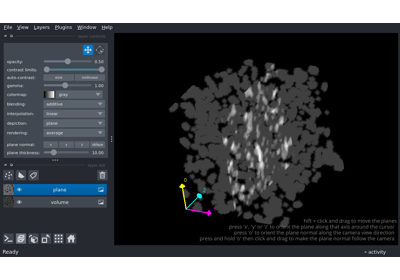 File View Layers Plugins Window Help
layer controls
opacity: 0.50
contrast limits:
auto-contrast: once continuous
gamma: 1.00
colormap: gray
blending: additive
interpolation: linear
depiction: plane
rendering: average
plane normal: x y z oblique
plane thickness: 10.00
layer list
plane
volume
0
hift + click and drag to move the planes
press 'x', 'y' or 'z' to orient the plane along that axis around the cursor
press 'o' to orient the plane normal along the camera view direction
press and hold 'o' then click and drag to make the plane normal follow the camera
Ready
activity